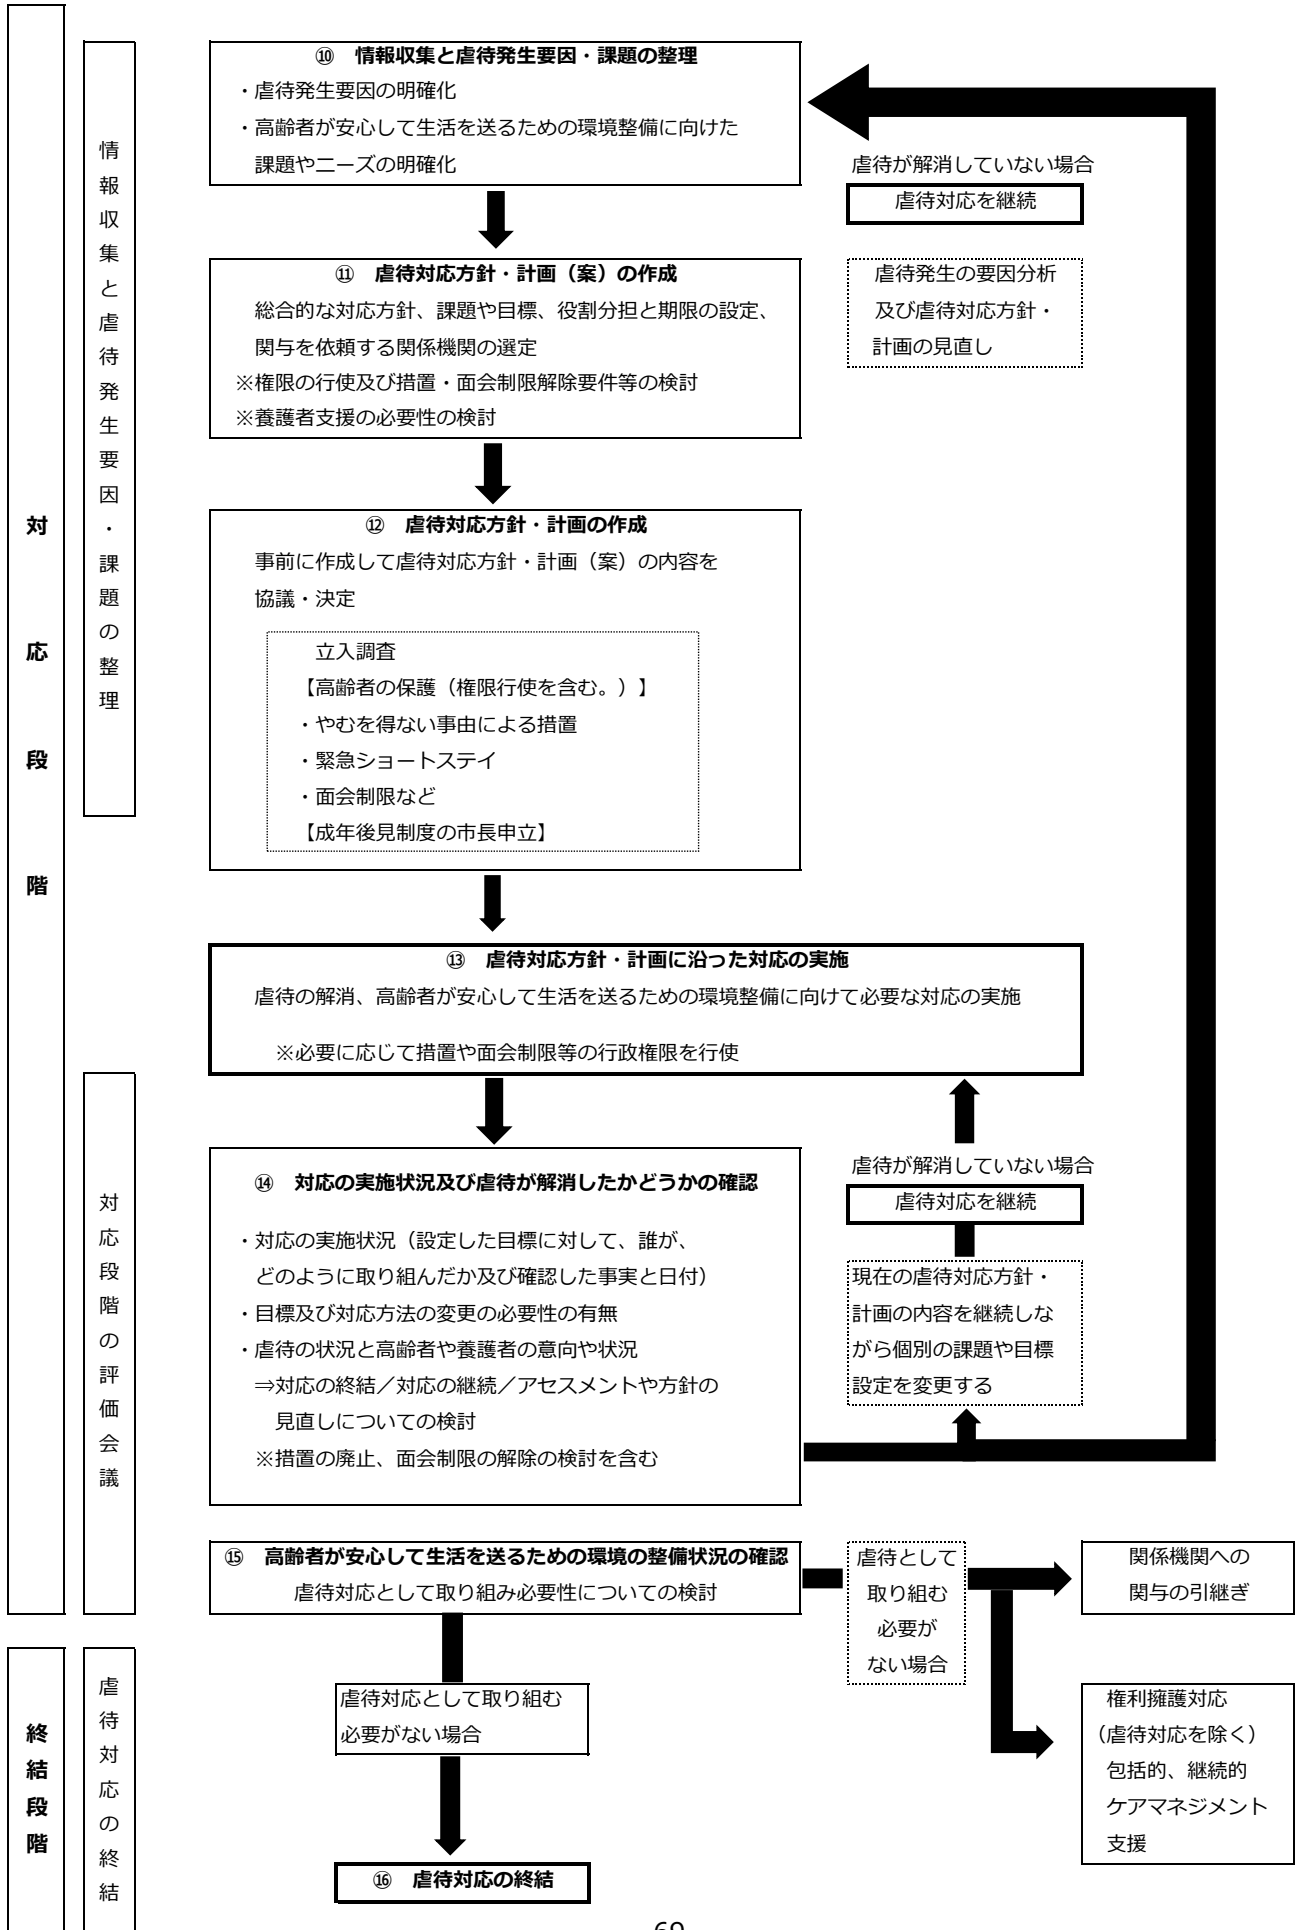 対応段階
情報収集と虐待発生要因・課題の整理
⑩　情報収集と虐待発生要因・課題の整理
・虐待発生要因の明確化
・高齢者が安心して生活を送るための環境整備に向けた
課題やニーズの明確化
虐待が解消していない場合
虐待対応を継続
虐待発生の要因分析
及び虐待対応方針・
計画の見直し
⑪　虐待対応方針・計画（案）の作成
総合的な対応方針、課題や目標、役割分担と期限の設定、
関与を依頼する関係機関の選定
※権限の行使及び措置・面会制限解除要件等の検討
※養護者支援の必要性の検討
⑫　虐待対応方針・計画の作成
事前に作成して虐待対応方針・計画（案）の内容を
協議・決定
立入調査
【高齢者の保護（権限行使を含む。）】
・やむを得ない事由による措置
・緊急ショートステイ
・面会制限など
【成年後見制度の市長申立】
⑬　虐待対応方針・計画に沿った対応の実施
虐待の解消、高齢者が安心して生活を送るための環境整備に向けて必要な対応の実施
※必要に応じて措置や面会制限等の行政権限を行使
対応段階の評価会議
⑭　対応の実施状況及び虐待が解消したかどうかの確認
・対応の実施状況（設定した目標に対して、誰が、
どのように取り組んだか及び確認した事実と日付）
・目標及び対応方法の変更の必要性の有無
・虐待の状況と高齢者や養護者の意向や状況
⇒対応の終結／対応の継続／アセスメントや方針の
見直しについての検討
※措置の廃止、面会制限の解除の検討を含む
虐待が解消していない場合
虐待対応を継続
現在の虐待対応方針・
計画の内容を継続しな
がら個別の課題や目標
設定を変更する
⑮　高齢者が安心して生活を送るための環境の整備状況の確認
虐待対応として取り組み必要性についての検討
虐待として
取り組む
必要が
ない場合
関係機関への
関与の引継ぎ
権利擁護対応
（虐待対応を除く）
包括的、継続的
ケアマネジメント
支援
終結段階
虐待対応の終結
虐待対応として取り組む
必要がない場合
⑯　虐待対応の終結